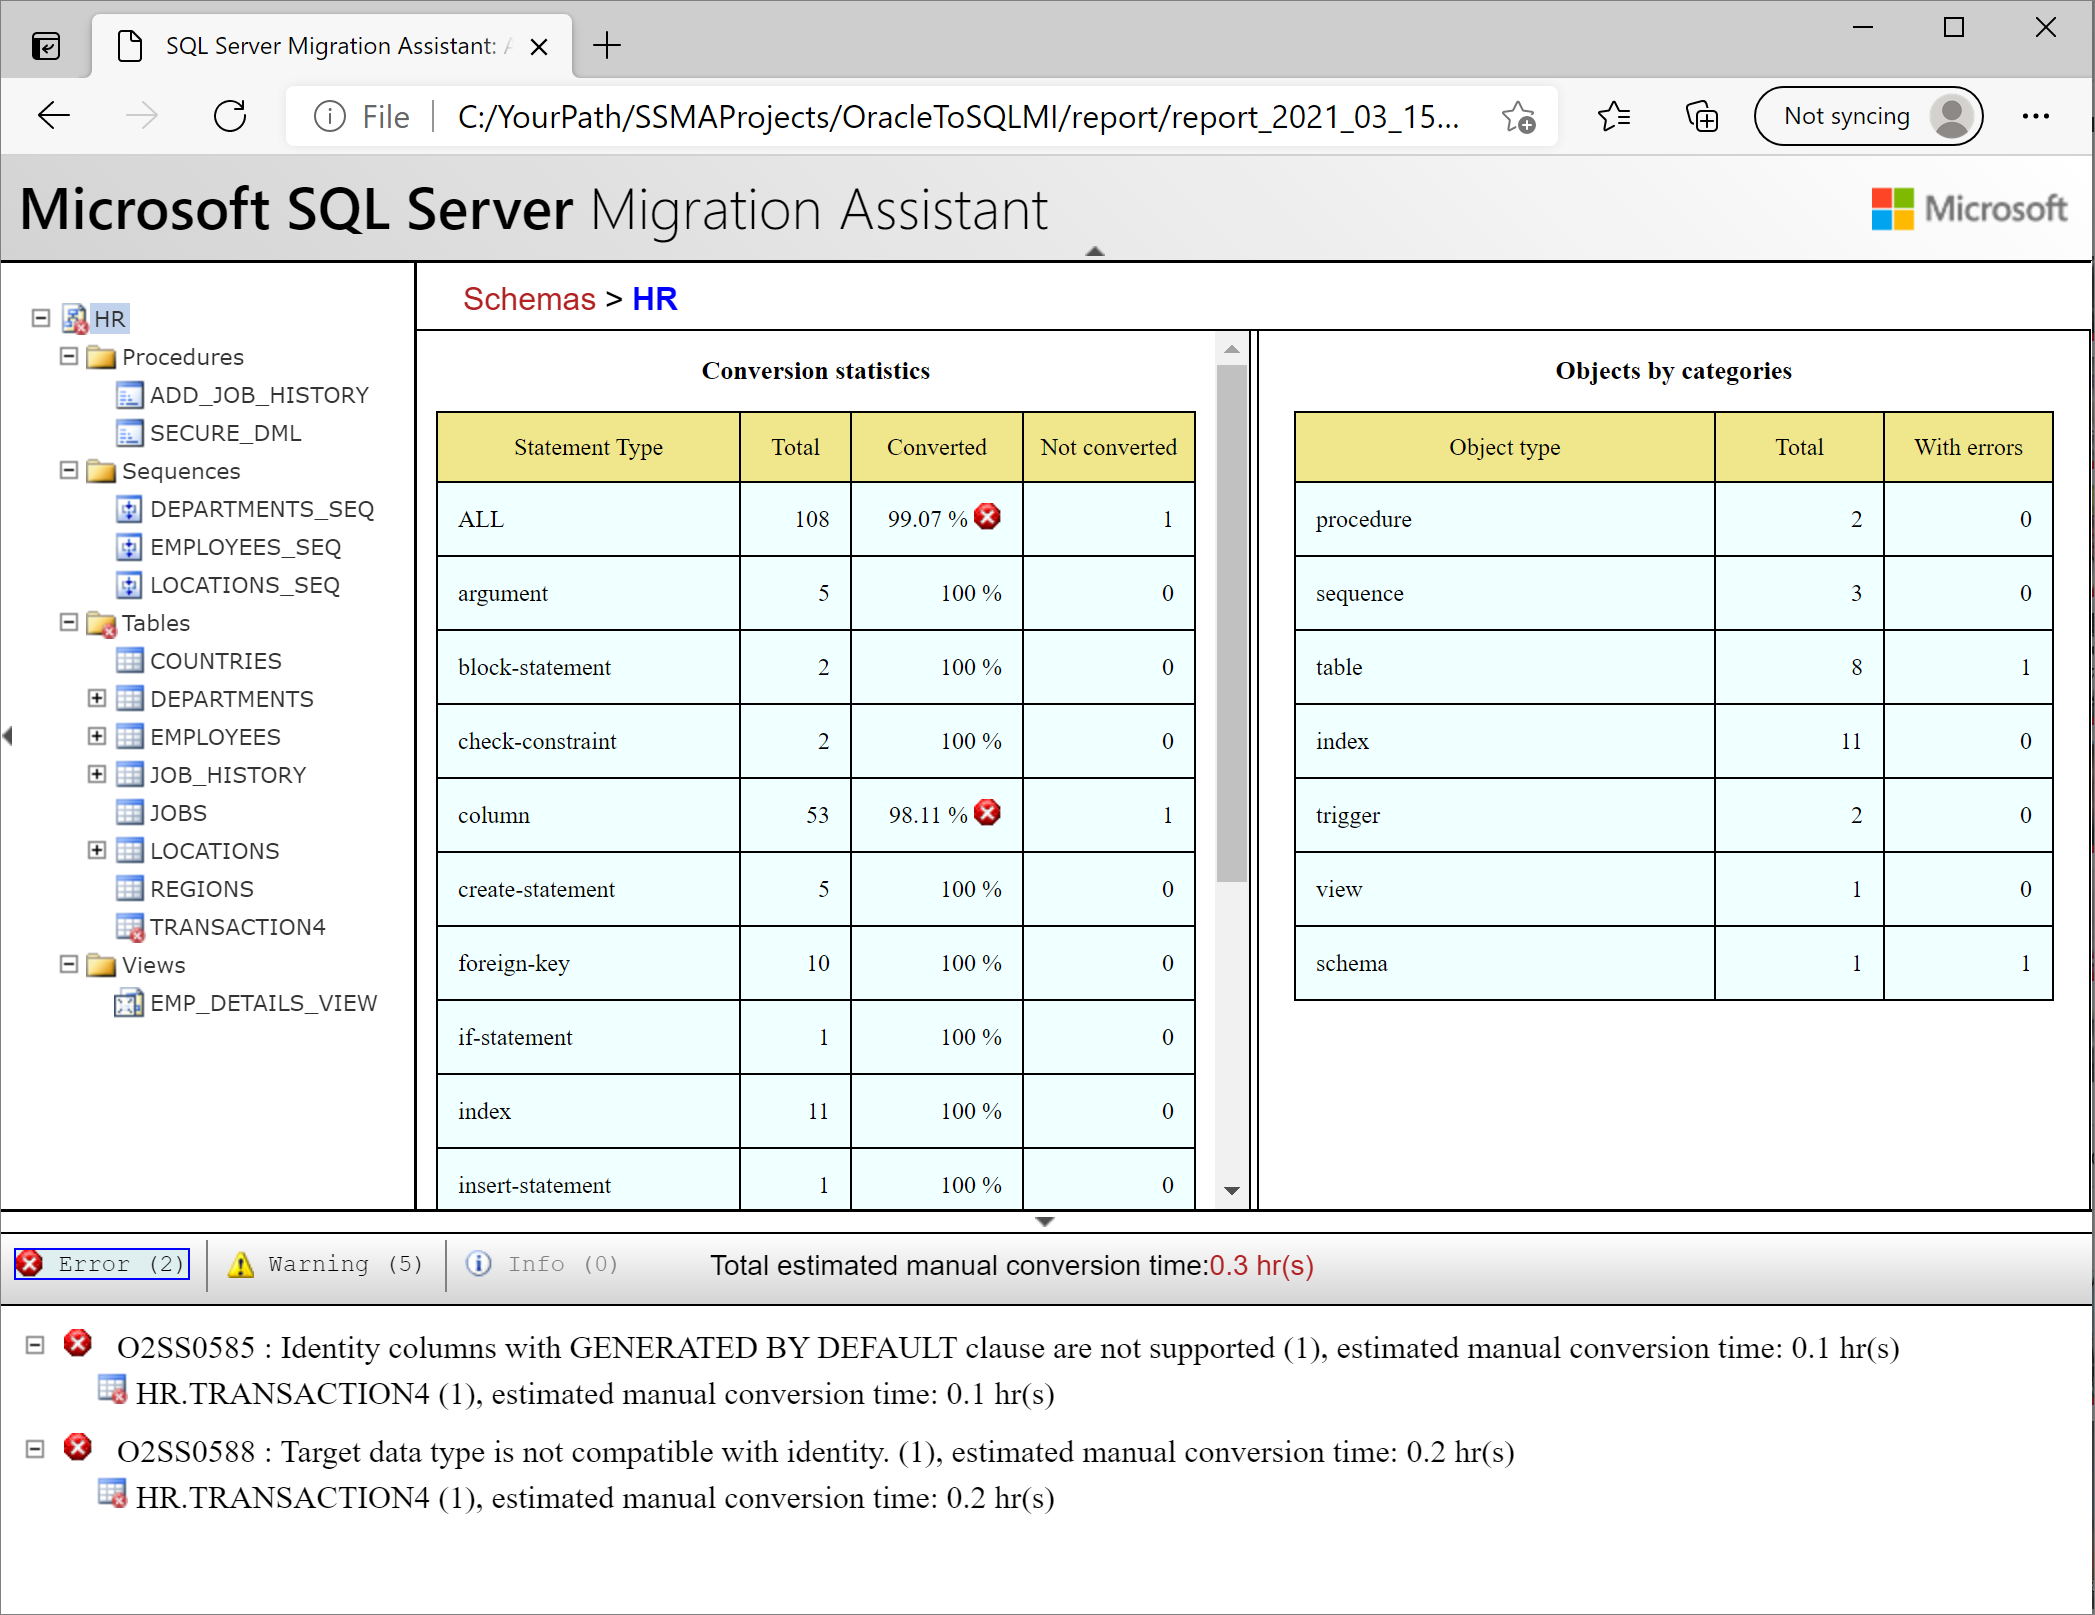 SQL Server Migration Assistant:
File
C:/YourPath/SSMAProjects/OracleToSQLMI/report/report_2021_03_15...
Not syncing
Microsoft SQL Server Migration Assistant
Microsoft
HR
Procedures
ADD_JOB_HISTORY
SECURE_DML
Sequences
DEPARTMENTS_SEQ
EMPLOYEES_SEQ
LOCATIONS_SEQ
Tables
COUNTRIES
DEPARTMENTS
EMPLOYEES
JOB_HISTORY
JOBS
LOCATIONS
REGIONS
TRANSACTION4
Views
EMP_DETAILS_VIEW
Schemas > HR
Conversion statistics
Statement Type Total Converted Not converted
ALL 108 99.07 % 1
argument 5 100 % 0
block-statement 2 100 % 0
check-constraint 2 100 % 0
column 53 98.11 % 1
create-statement 5 100 % 0
foreign-key 10 100 % 0
if-statement 1 100 % 0
index 11 100 % 0
insert-statement 1 100 % 0
Objects by categories
Object type Total With errors
procedure 2 0
sequence 3 0
table 8 1
index 11 0
trigger 2 0
view 1 0
schema 1 1
Error (2) Warning (5) Info (0) Total estimated manual conversion time:0.3 hr(s)
O2SS0585 : Identity columns with GENERATED BY DEFAULT clause are not supported (1), estimated manual conversion time: 0.1 hr(s)
HR.TRANSACTION4 (1), estimated manual conversion time: 0.1 hr(s)
O2SS0588 : Target data type is not compatible with identity. (1), estimated manual conversion time: 0.2 hr(s)
HR.TRANSACTION4 (1), estimated manual conversion time: 0.2 hr(s)